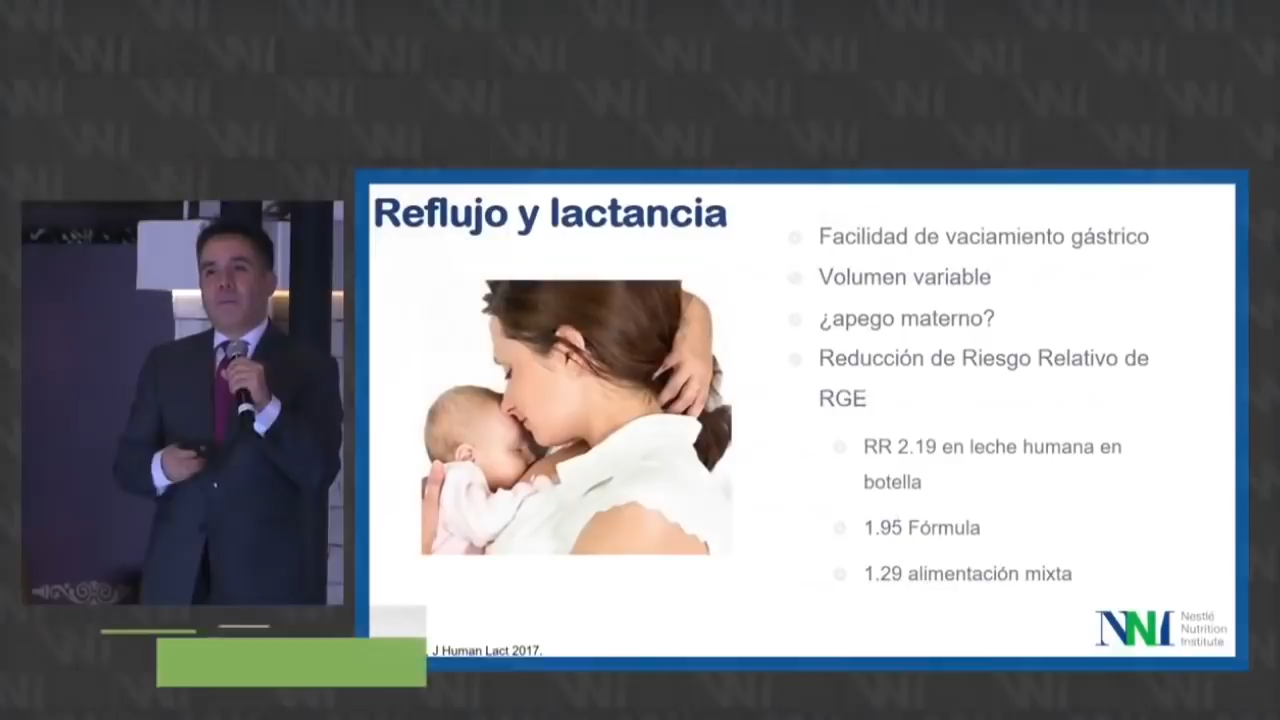 Reflujo y lactancia
Facilidad de vaciamiento gástrico
Volumen variable
¿apego materno?
Reducción de Riesgo Relativo de
RGE
RR 2.19 en leche humana en
botella
1.95 Fórmula
1.29 alimentación mixta
J Human Lact 2017.
NNI
Nestlé
Nutrition
Institute